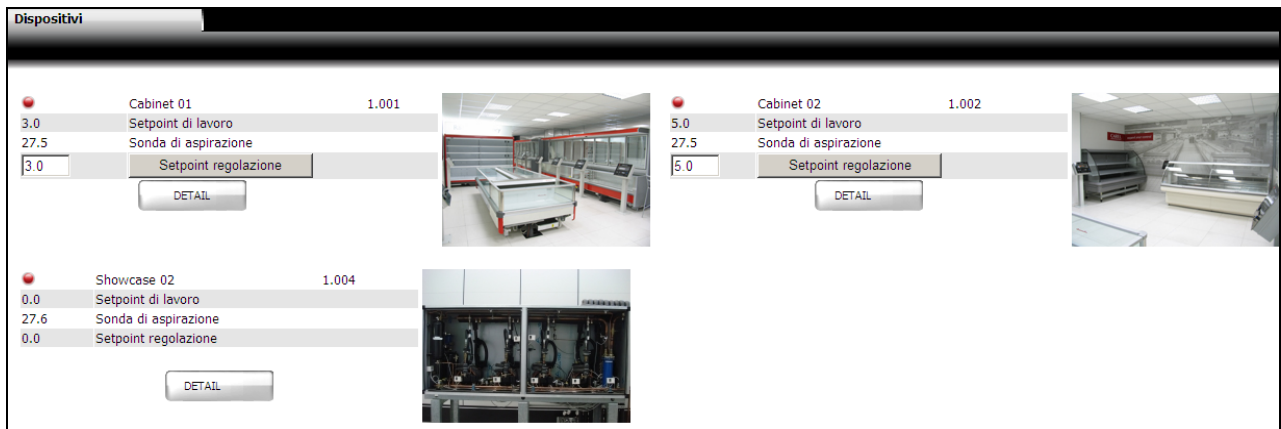 Dispositivi
Cabinet 01 1.001
3.0 Setpoint di lavoro
27.5 Sonda di aspirazione
3.0 Setpoint regolazione
DETAIL
Cabinet 02 1.002
5.0 Setpoint di lavoro
27.5 Sonda di aspirazione
5.0 Setpoint regolazione
DETAIL
Showcase 02 1.004
0.0 Setpoint di lavoro
27.6 Sonda di aspirazione
0.0 Setpoint regolazione
DETAIL